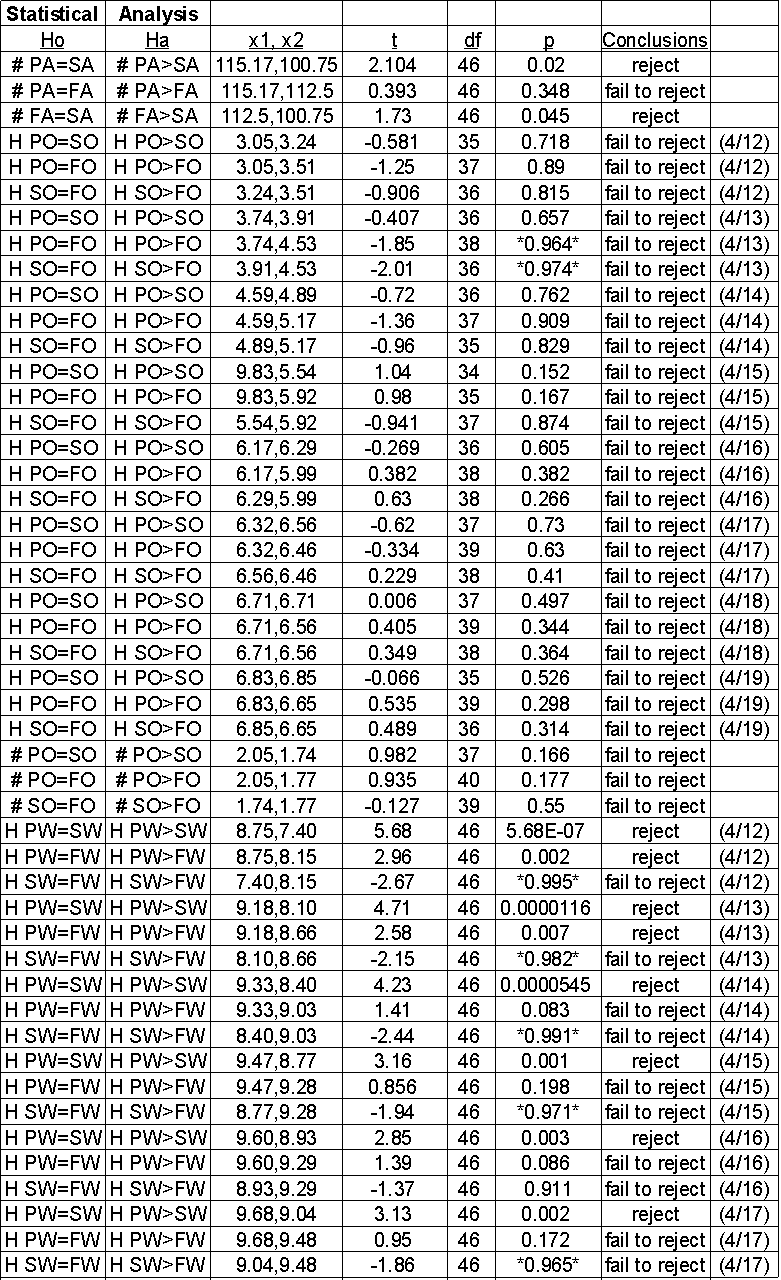 Statistical Analysis
Ho Ha x1, x2 t df p Conclusions
# PA=SA # PA>SA 115.17,100.75 2.104 46 0.02 reject
# PA=FA # PA>FA 115.17,112.5 0.393 46 0.348 fail to reject
# FA=SA # FA>SA 112.5,100.75 1.73 46 0.045 reject
H PO=SO H PO>SO 3.05,3.24 -0.581 35 0.718 fail to reject (4/12)
H PO=FO H PO>FO 3.05,3.51 -1.25 37 0.89 fail to reject (4/12)
H SO=FO H SO>FO 3.24,3.51 -0.906 36 0.815 fail to reject (4/12)
H PO=SO H PO>SO 3.74,3.91 -0.407 36 0.657 fail to reject (4/13)
H PO=FO H PO>FO 3.74,4.53 -1.85 38 *0.964* fail to reject (4/13)
H SO=FO H SO>FO 3.91,4.53 -2.01 36 *0.974* fail to reject (4/13)
H PO=SO H PO>SO 4.59,4.89 -0.72 36 0.762 fail to reject (4/14)
H PO=FO H PO>FO 4.59,5.17 -1.36 37 0.909 fail to reject (4/14)
H SO=FO H SO>FO 4.89,5.17 -0.96 35 0.829 fail to reject (4/14)
H PO=SO H PO>SO 9.83,5.54 1.04 34 0.152 fail to reject (4/15)
H PO=FO H PO>FO 9.83,5.92 0.98 35 0.167 fail to reject (4/15)
H SO=FO H SO>FO 5.54,5.92 -0.941 37 0.874 fail to reject (4/15)
H PO=SO H PO>SO 6.17,6.29 -0.269 36 0.605 fail to reject (4/16)
H PO=FO H PO>FO 6.17,5.99 0.382 38 0.382 fail to reject (4/16)
H SO=FO H SO>FO 6.29,5.99 0.63 38 0.266 fail to reject (4/16)
H PO=SO H PO>SO 6.32,6.56 -0.62 37 0.73 fail to reject (4/17)
H PO=FO H PO>FO 6.32,6.46 -0.334 39 0.63 fail to reject (4/17)
H SO=FO H SO>FO 6.56,6.46 0.229 38 0.41 fail to reject (4/17)
H PO=SO H PO>SO 6.71,6.71 0.006 37 0.497 fail to reject (4/18)
H PO=FO H PO>FO 6.71,6.56 0.405 39 0.344 fail to reject (4/18)
H SO=FO H SO>FO 6.71,6.56 0.349 38 0.364 fail to reject (4/18)
H PO=SO H PO>SO 6.83,6.85 -0.066 35 0.526 fail to reject (4/19)
H PO=FO H PO>FO 6.83,6.65 0.535 39 0.298 fail to reject (4/19)
H SO=FO H SO>FO 6.85,6.65 0.489 36 0.314 fail to reject (4/19)
# PO=SO # PO>SO 2.05,1.74 0.982 37 0.166 fail to reject
# PO=FO # PO>FO 2.05,1.77 0.935 40 0.177 fail to reject
# SO=FO # SO>FO 1.74,1.77 -0.127 39 0.55 fail to reject
H PW=SW H PW>SW 8.75,7.40 5.68 46 5.68E-07 reject (4/12)
H PW=FW H PW>FW 8.75,8.15 2.96 46 0.002 reject (4/12)
H SW=FW H SW>FW 7.40,8.15 -2.67 46 *0.995* fail to reject (4/12)
H PW=SW H PW>SW 9.18,8.10 4.71 46 0.0000116 reject (4/13)
H PW=FW H PW>FW 9.18,8.66 2.58 46 0.007 reject (4/13)
H SW=FW H SW>FW 8.10,8.66 -2.15 46 *0.982* fail to reject (4/13)
H PW=SW H PW>SW 9.33,8.40 4.23 46 0.0000545 reject (4/14)
H PW=FW H PW>FW 9.33,9.03 1.41 46 0.083 fail to reject (4/14)
H SW=FW H SW>FW 8.40,9.03 -2.44 46 *0.991* fail to reject (4/14)
H PW=SW H PW>SW 9.47,8.77 3.16 46 0.001 reject (4/15)
H PW=FW H PW>FW 9.47,9.28 0.856 46 0.198 fail to reject (4/15)
H SW=FW H SW>FW 8.77,9.28 -1.94 46 *0.971* fail to reject (4/15)
H PW=SW H PW>SW 9.60,8.93 2.85 46 0.003 reject (4/16)
H PW=FW H PW>FW 9.60,9.29 1.39 46 0.086 fail to reject (4/16)
H SW=FW H SW>FW 8.93,9.29 -1.37 46 0.911 fail to reject (4/16)
H PW=SW H PW>SW 9.68,9.04 3.13 46 0.002 reject (4/17)
H PW=FW H PW>FW 9.68,9.48 0.95 46 0.172 fail to reject (4/17)
H SW=FW H SW>FW 9.04,9.48 -1.86 46 *0.965* fail to reject (4/17)